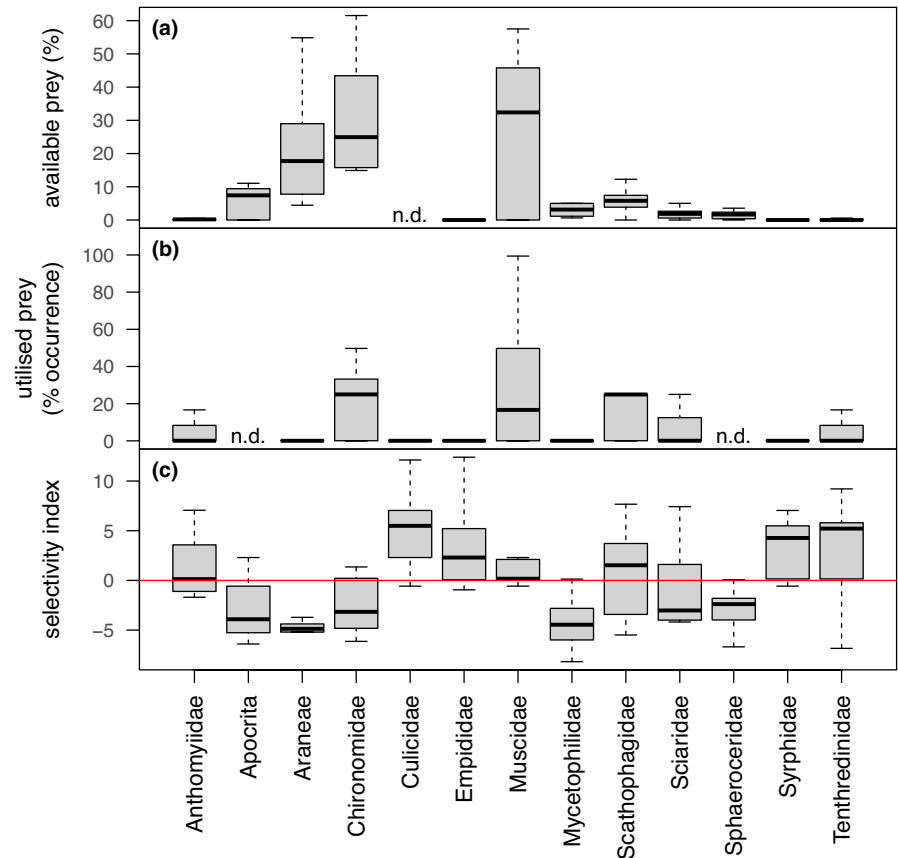 (a)
available prey (%)
60
50
40
30
20
10
0
n.d.
(b)
utilised prey
(% occurrence)
100
80
60
40
20
0
n.d.
n.d.
(c)
selectivity index
10
5
0
−5
Anthomyiidae
Apocrita
Araneae
Chironomidae
Culicidae
Empididae
Muscidae
Mycetophilidae
Scathophagidae
Sciaridae
Sphaeroceridae
Syrphidae
Tenthredinidae